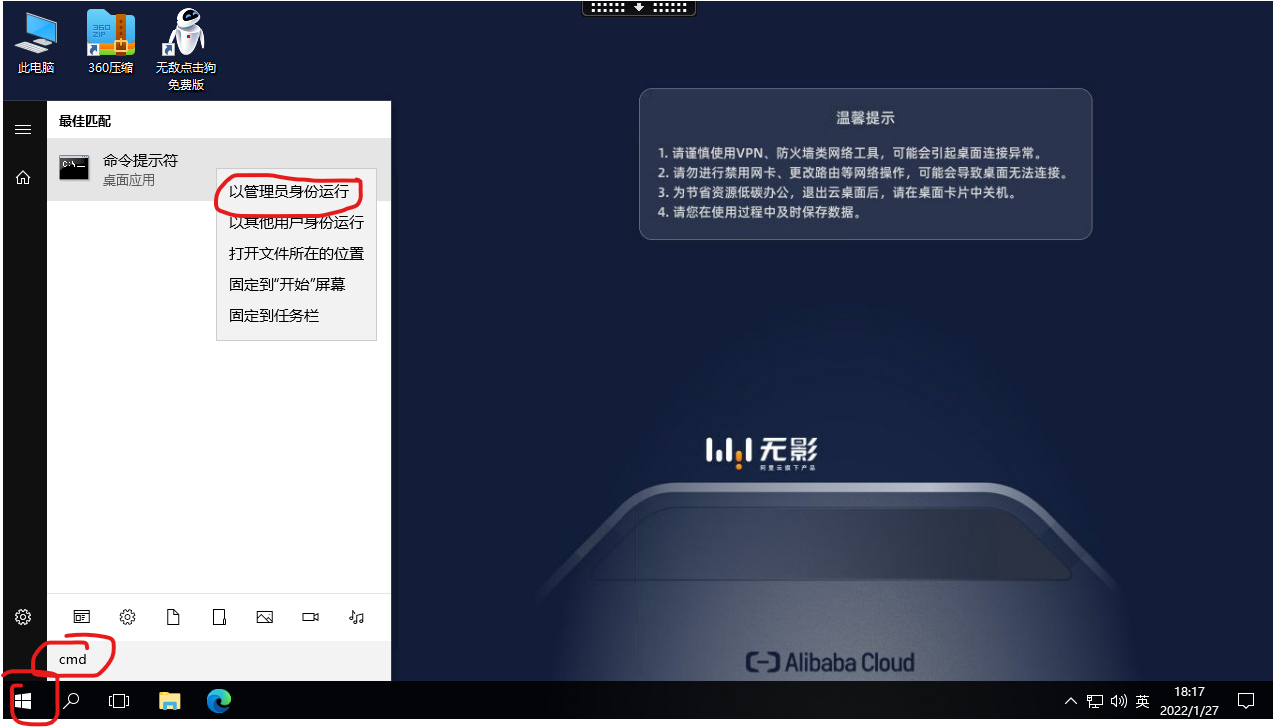 此电脑
360压缩
无敌点击狗
免费版
360
ZIP
最佳匹配
命令提示符
桌面应用
以管理员身份运行
以其他用户身份运行
打开文件所在的位置
固定到"开始"屏幕
固定到任务栏
cmd
温馨提示
1. 请谨慎使用VPN、防火墙类网络工具，可能会引起桌面连接异常。
2. 请勿进行禁用网卡、更改路由等网络操作，可能会导致桌面无法连接。
3. 为节省资源低碳办公，退出云桌面后，请在桌面卡片中关机。
4. 请您在使用过程中及时保存数据。
无影
阿里云旗下产品
Alibaba Cloud
英
18:17
2022/1/27